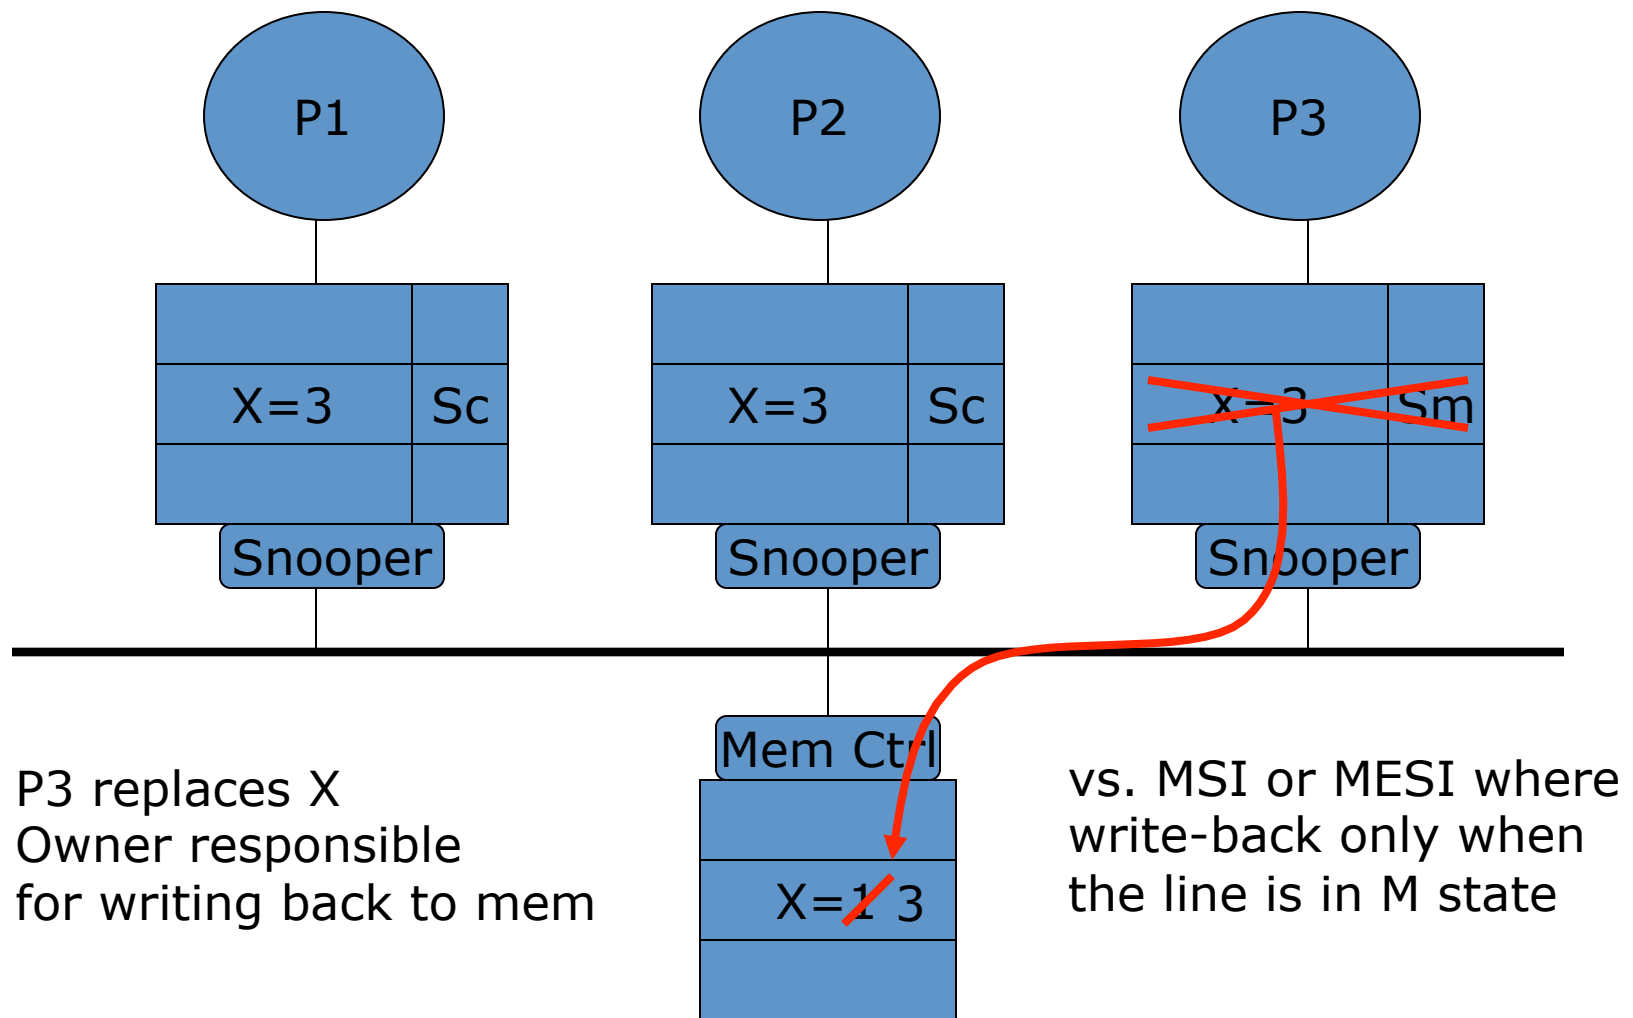 P1
P2
P3
X=3 Sc
X=3 Sc
X=3 Sm
Snooper
Snooper
Snooper
Mem Ctrl
P3 replaces X
Owner responsible
for writing back to mem
X=1 3
vs. MSI or MESI where
write-back only when
the line is in M state